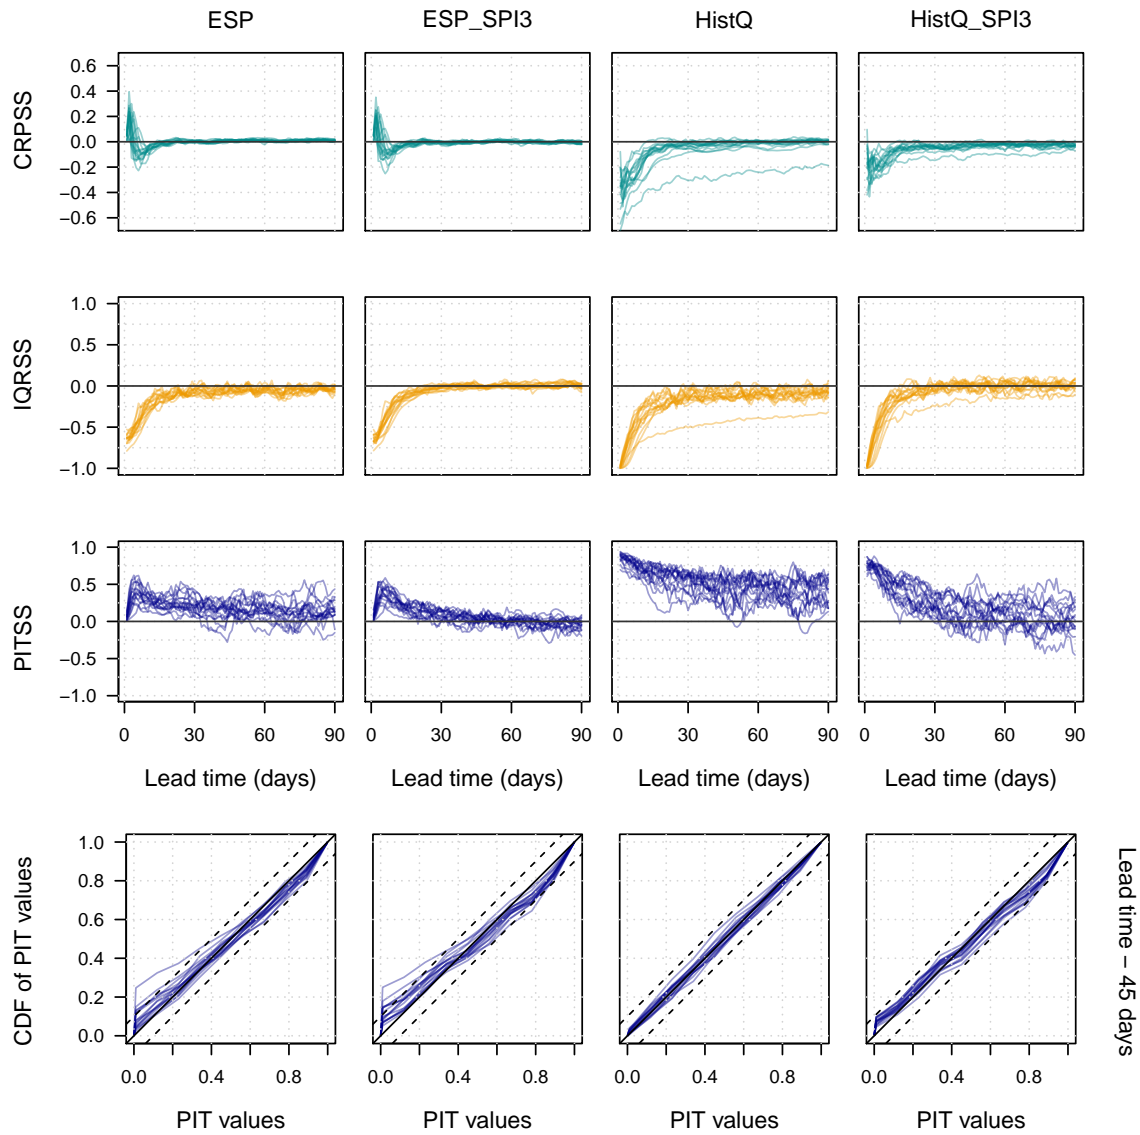 ESP ESP_SPI3 HistQ HistQ_SPI3
CRPSS
0.6
0.4
0.2
0.0
−0.2
−0.4
−0.6
IQRSS
1.0
0.5
0.0
−0.5
−1.0
PITSS
1.0
0.5
0.0
−0.5
−1.0
0 30 60 90 0 30 60 90 0 30 60 90 0 30 60 90
Lead time (days) Lead time (days) Lead time (days) Lead time (days)
CDF of PIT values
1.0
0.8
0.6
0.4
0.2
0.0
Lead time − 45 days
0.0 0.4 0.8 0.0 0.4 0.8 0.0 0.4 0.8 0.0 0.4 0.8
PIT values PIT values PIT values PIT values